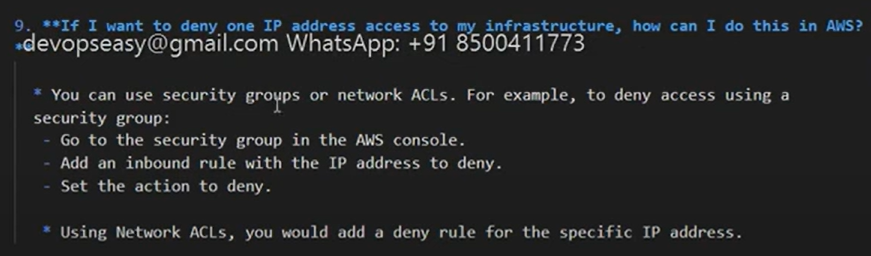 9. **If I want to deny one IP address access to my infrastructure, how can I do this in AWS?
*devopseasy@gmail.com WhatsApp: +91 8500411773
* You can use security groups or network ACLs. For example, to deny access using a
security group:
- Go to the security group in the AWS console.
- Add an inbound rule with the IP address to deny.
- Set the action to deny.
* Using Network ACLs, you would add a deny rule for the specific IP address.